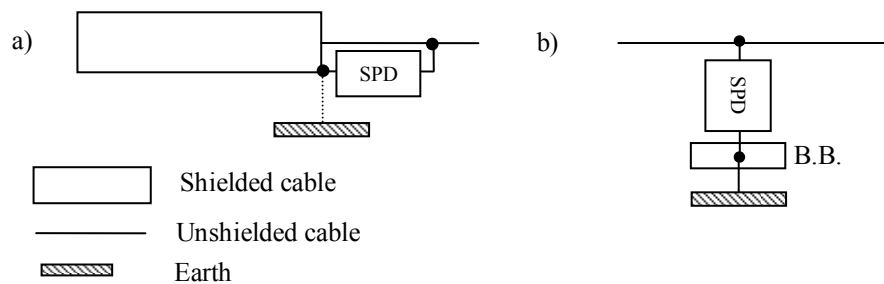 a)
SPD
b)
SPD
B.B.
Shielded cable
Unshielded cable
Earth